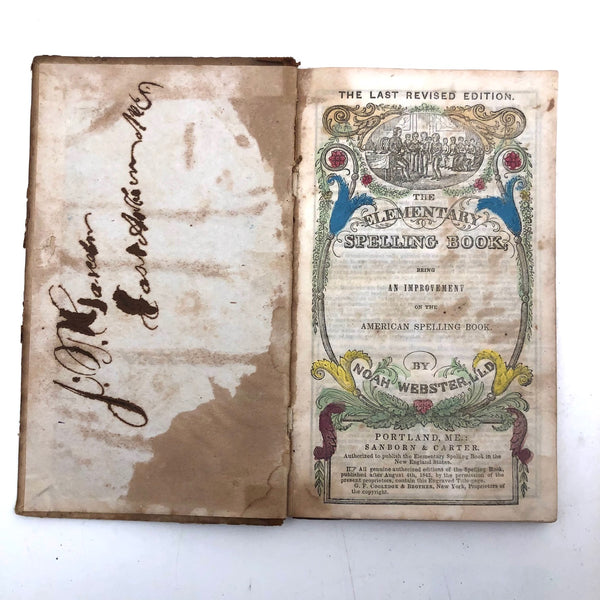 THE LAST REVISED EDITION.
THE
ELEMENTARY
SPELLING BOOK,
BEING
AN IMPROVEMENT
ON THE
AMERICAN SPELLING BOOK.
BY
NOAH WEBSTER, LL.D.
PORTLAND, ME.:
SANBORN & CARTER.
Authorized to publish the Elementary Spelling Book in the
New England States.
☞ All genuine authorized editions of the Spelling Book,
published after August 4th, 1843, by the permission of the
present proprietors, contain this Engraved Title-page.
G. F. COOLEDGE & BROTHER, New York, Proprietors of
the copyright.